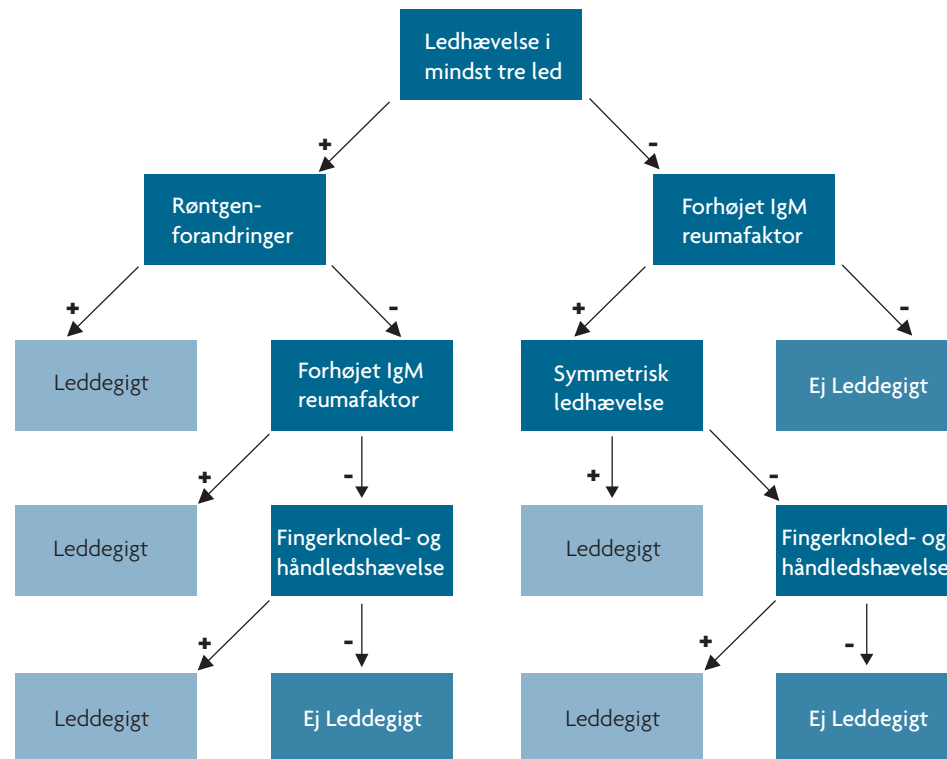 Ledhævelse i
mindst tre led
+
-
Røntgen-
forandringer
Forhøjet IgM
reumafaktor
+
-
+
-
Leddegigt
Forhøjet IgM
reumafaktor
Symmetrisk
ledhævelse
Ej Leddegigt
+
-
+
-
Leddegigt
Fingerknoled- og
håndledshævelse
Leddegigt
Fingerknoled- og
håndledshævelse
+
-
+
-
Leddegigt
Ej Leddegigt
Leddegigt
Ej Leddegigt